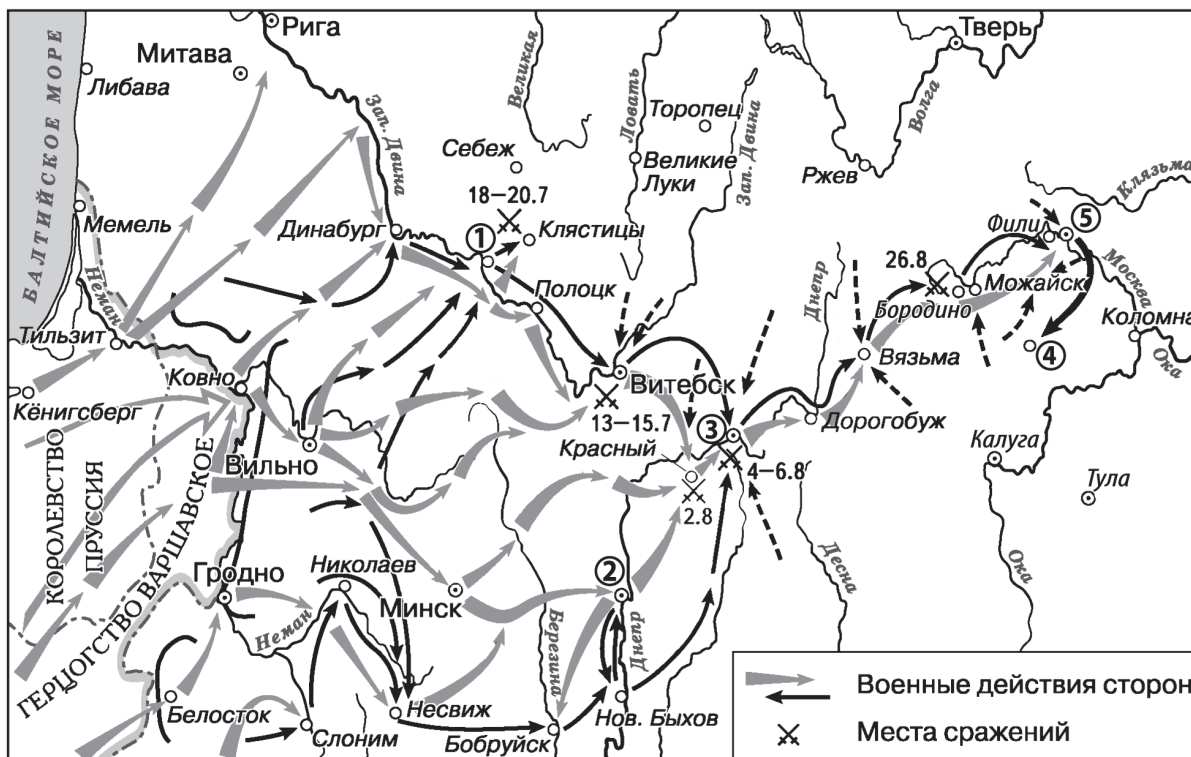 Рига
Тверь
Митава
Либава
БАЛТИЙСКОЕ МОРЕ
Великая
Ловать
Торопец
Зап. Двина
Волга
Зап. Двина
Себеж
Великие
Луки
Ржев
Клязьма
18–20.7
Мемель
Динабург
1
Клястицы
Фили
5
26.8
Неман
Полоцк
Днепр
Бородино
Можайск
Москва
Тильзит
Коломна
4
Вязьма
Ока
Ковно
Витебск
Кёнигсберг
13–15.7
3
Дорогобуж
КОРОЛЕВСТВО
ПРУССИЯ
Вильно
Красный
4–6.8
Калуга
Тула
2.8
ГЕРЦОГСТВО ВАРШАВСКОЕ
Гродно
Николаев
Минск
2
Десна
Ока
Неман
Березина
Днепр
Белосток
Слоним
Несвиж
Бобруйск
Нов. Быхов
Военные действия сторон
Места сражений